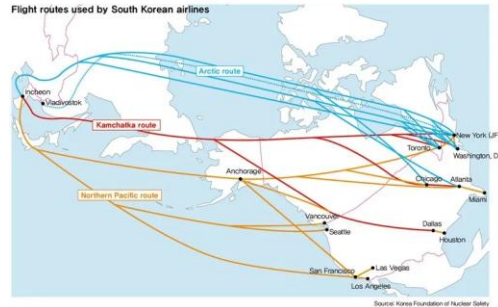 Flight routes used by South Korean airlines
Arctic route
Incheon
Vladivostok
Kamchatka route
New York (JF
Toronto
Washington, D
Anchorage
Chicago
Atlanta
Northern Pacific route
Miami
Vancouver
Seattle
Dallas
Houston
San Francisco
Las Vegas
Los Angeles
Source: Korea Foundation of Nuclear Safety